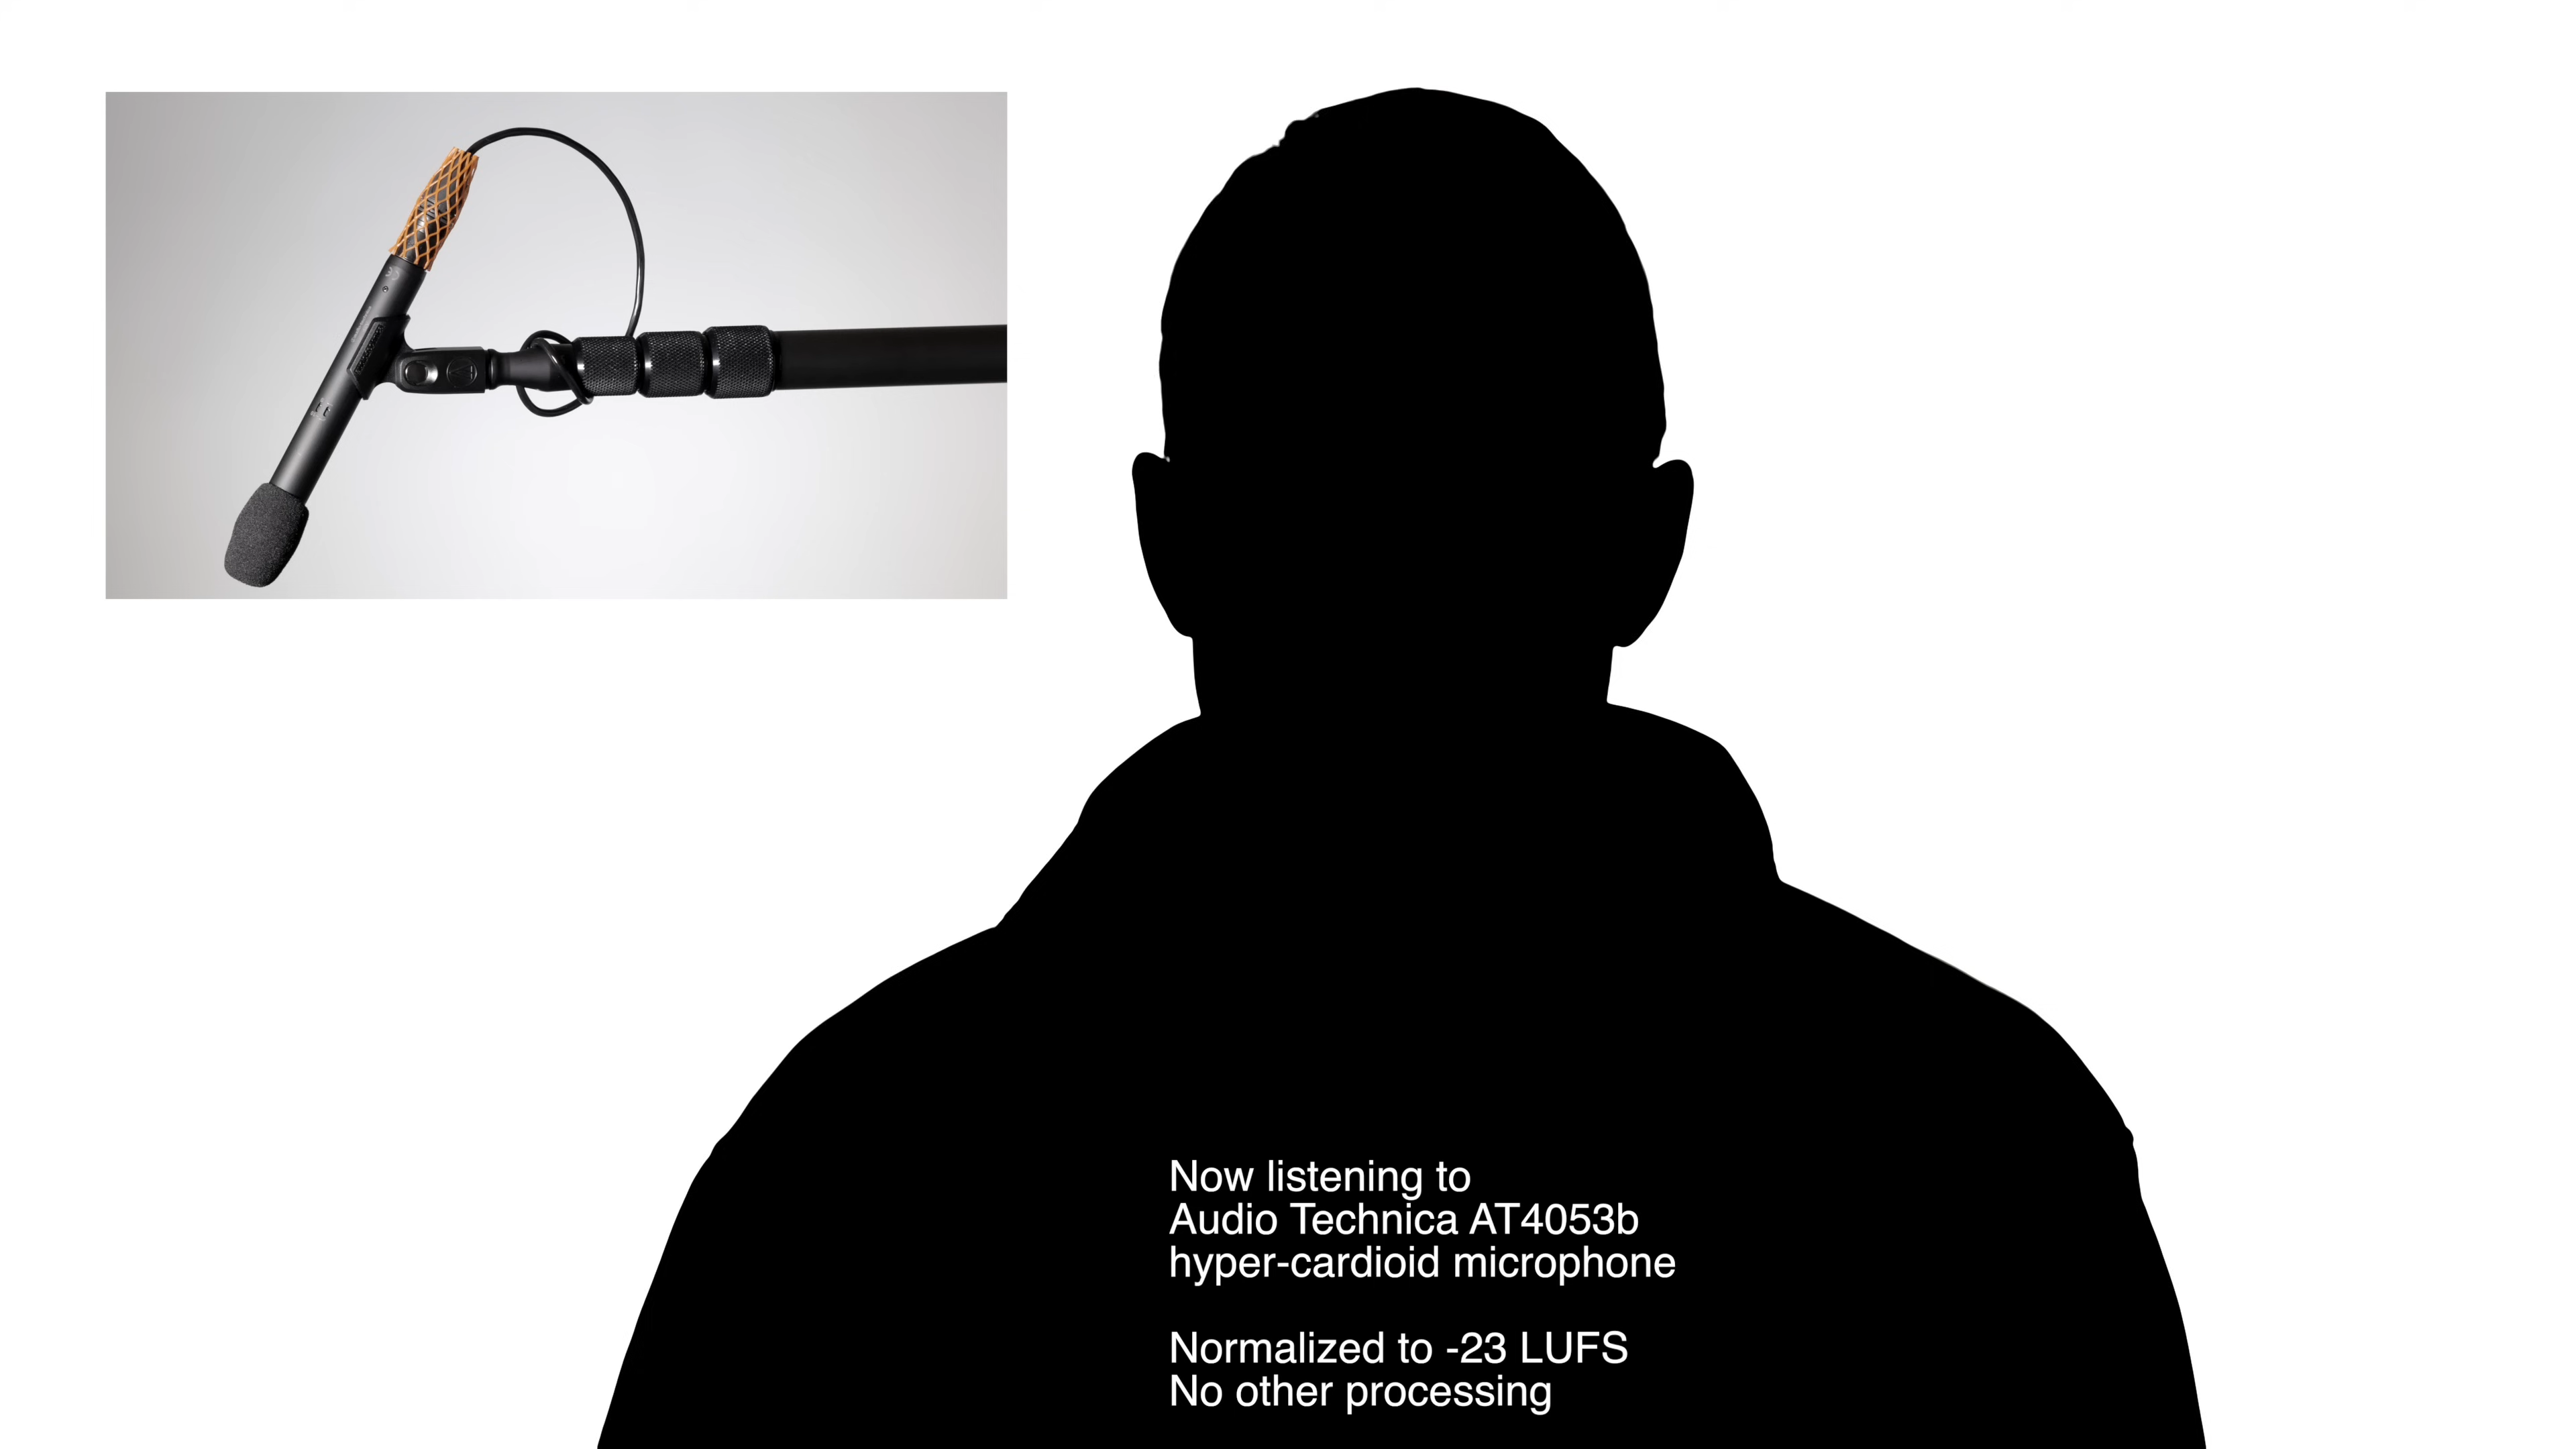 Now listening to
Audio Technica AT4053b
hyper-cardioid microphone
Normalized to -23 LUFS
No other processing